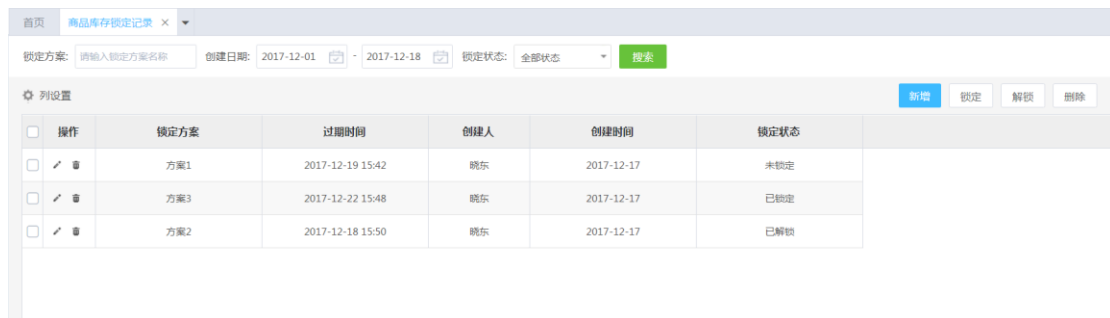 首页 商品库存锁定记录
锁定方案: 请输入锁定方案名称 创建日期: 2017-12-01 - 2017-12-18 锁定状态: 全部状态 搜索
列设置 新增 锁定 解锁 删除
操作 锁定方案 过期时间 创建人 创建时间 锁定状态
方案1 2017-12-19 15:42 晓东 2017-12-17 未锁定
方案3 2017-12-22 15:48 晓东 2017-12-17 已锁定
方案2 2017-12-18 15:50 晓东 2017-12-17 已解锁